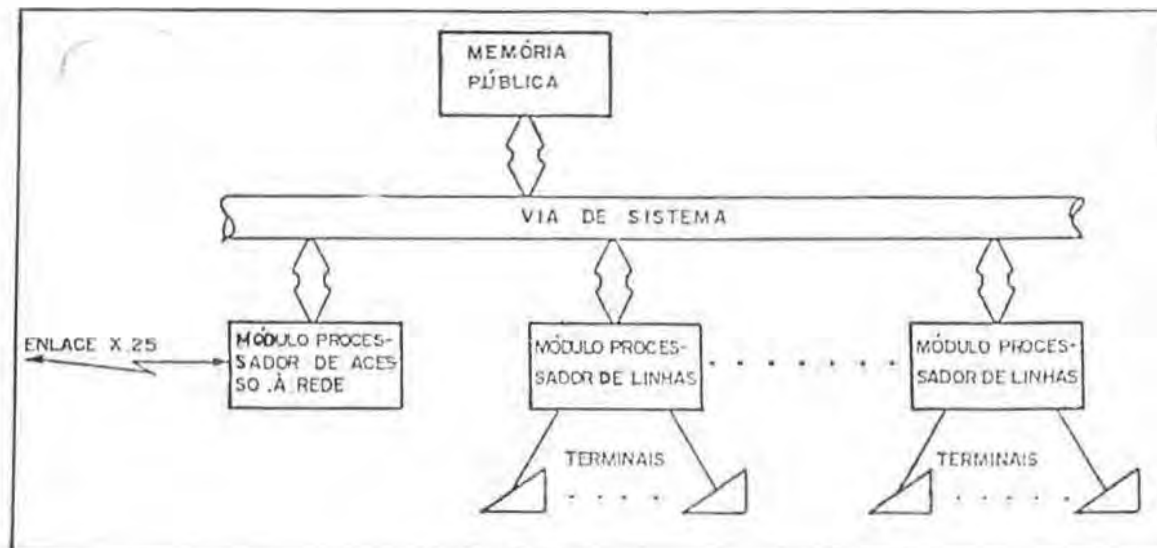 MEMÓRIA
PÚBLICA
VIA DE SISTEMA
ENLACE X.25
MÓDULO PROCES-
SADOR DE ACES
SO À REDE
MÓDULO PROCES-
SADOR DE LINHAS
MÓDULO PROCES-
SADOR DE LINHAS
TERMINAIS
TERMINAIS